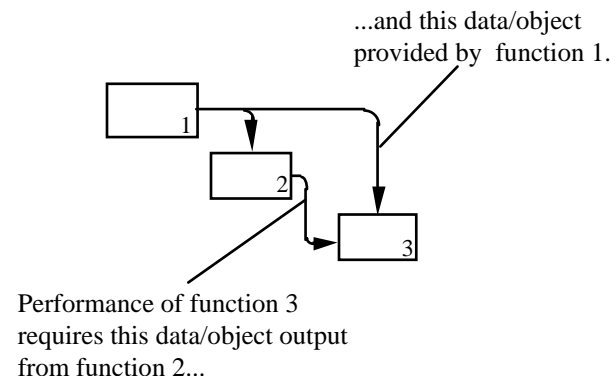 ...and this data/object
provided by function 1.
1
2
3
Performance of function 3
requires this data/object output
from function 2...